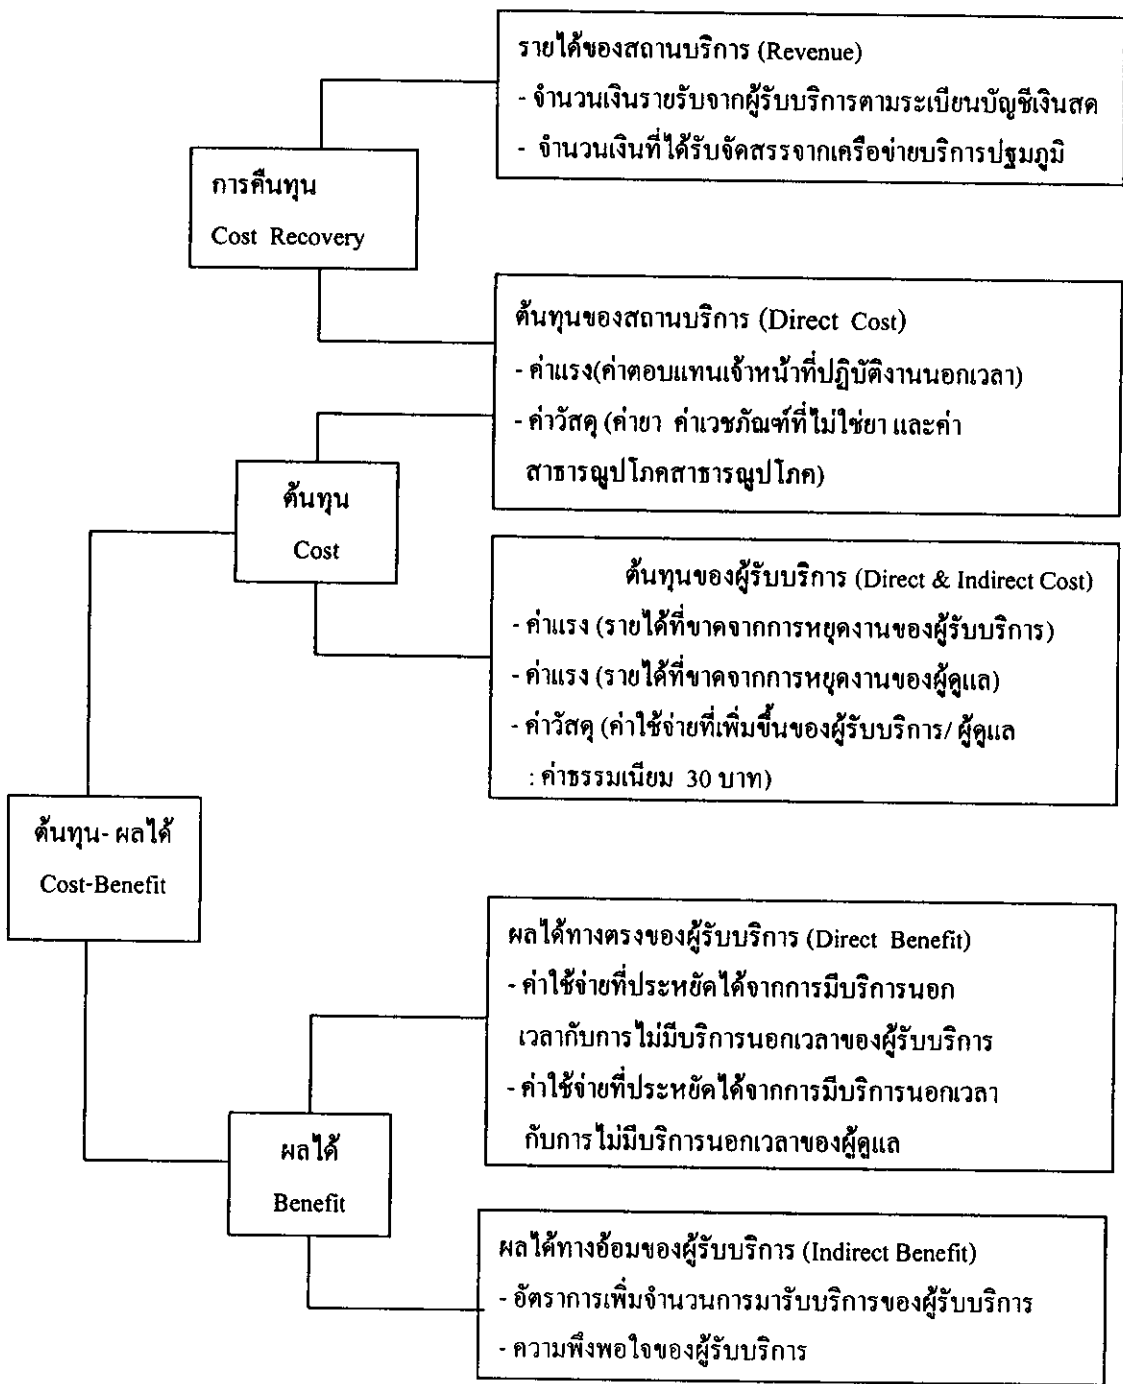 รายได้ของสถานบริการ (Revenue)
- จำนวนเงินรายรับจากผู้รับบริการตามระเบียนบัญชีเงินสด
- จำนวนเงินที่ได้รับจัดสรรจากเครือข่ายบริการปฐมภูมิ
การคืนทุน
Cost Recovery
ต้นทุนของสถานบริการ (Direct Cost)
- ค่าแรง(ค่าตอบแทนเจ้าหน้าที่ปฏิบัติงานนอกเวลา)
- ค่าวัสดุ (ค่ายา ค่าเวชภัณฑ์ที่ไม่ใช่ยา และค่า
สาธารณูปโภคสาธารณูปโภค)
ต้นทุน
Cost
ต้นทุนของผู้รับบริการ (Direct & Indirect Cost)
- ค่าแรง (รายได้ที่ขาดจากการหยุดงานของผู้รับบริการ)
- ค่าแรง (รายได้ที่ขาดจากการหยุดงานของผู้ดูแล)
- ค่าวัสดุ (ค่าใช้จ่ายที่เพิ่มขึ้นของผู้รับบริการ/ ผู้ดูแล
: ค่าธรรมเนียม 30 บาท)
ต้นทุน- ผลได้
Cost-Benefit
ผลได้ทางตรงของผู้รับบริการ (Direct Benefit)
- ค่าใช้จ่ายที่ประหยัดได้จากการมีบริการนอก
เวลากับการไม่มีบริการนอกเวลาของผู้รับบริการ
- ค่าใช้จ่ายที่ประหยัดได้จากการมีบริการนอกเวลา
กับการไม่มีบริการนอกเวลาของผู้ดูแล
ผลได้
Benefit
ผลได้ทางอ้อมของผู้รับบริการ (Indirect Benefit)
- อัตราการเพิ่มจำนวนการมารับบริการของผู้รับบริการ
- ความพึงพอใจของผู้รับบริการ